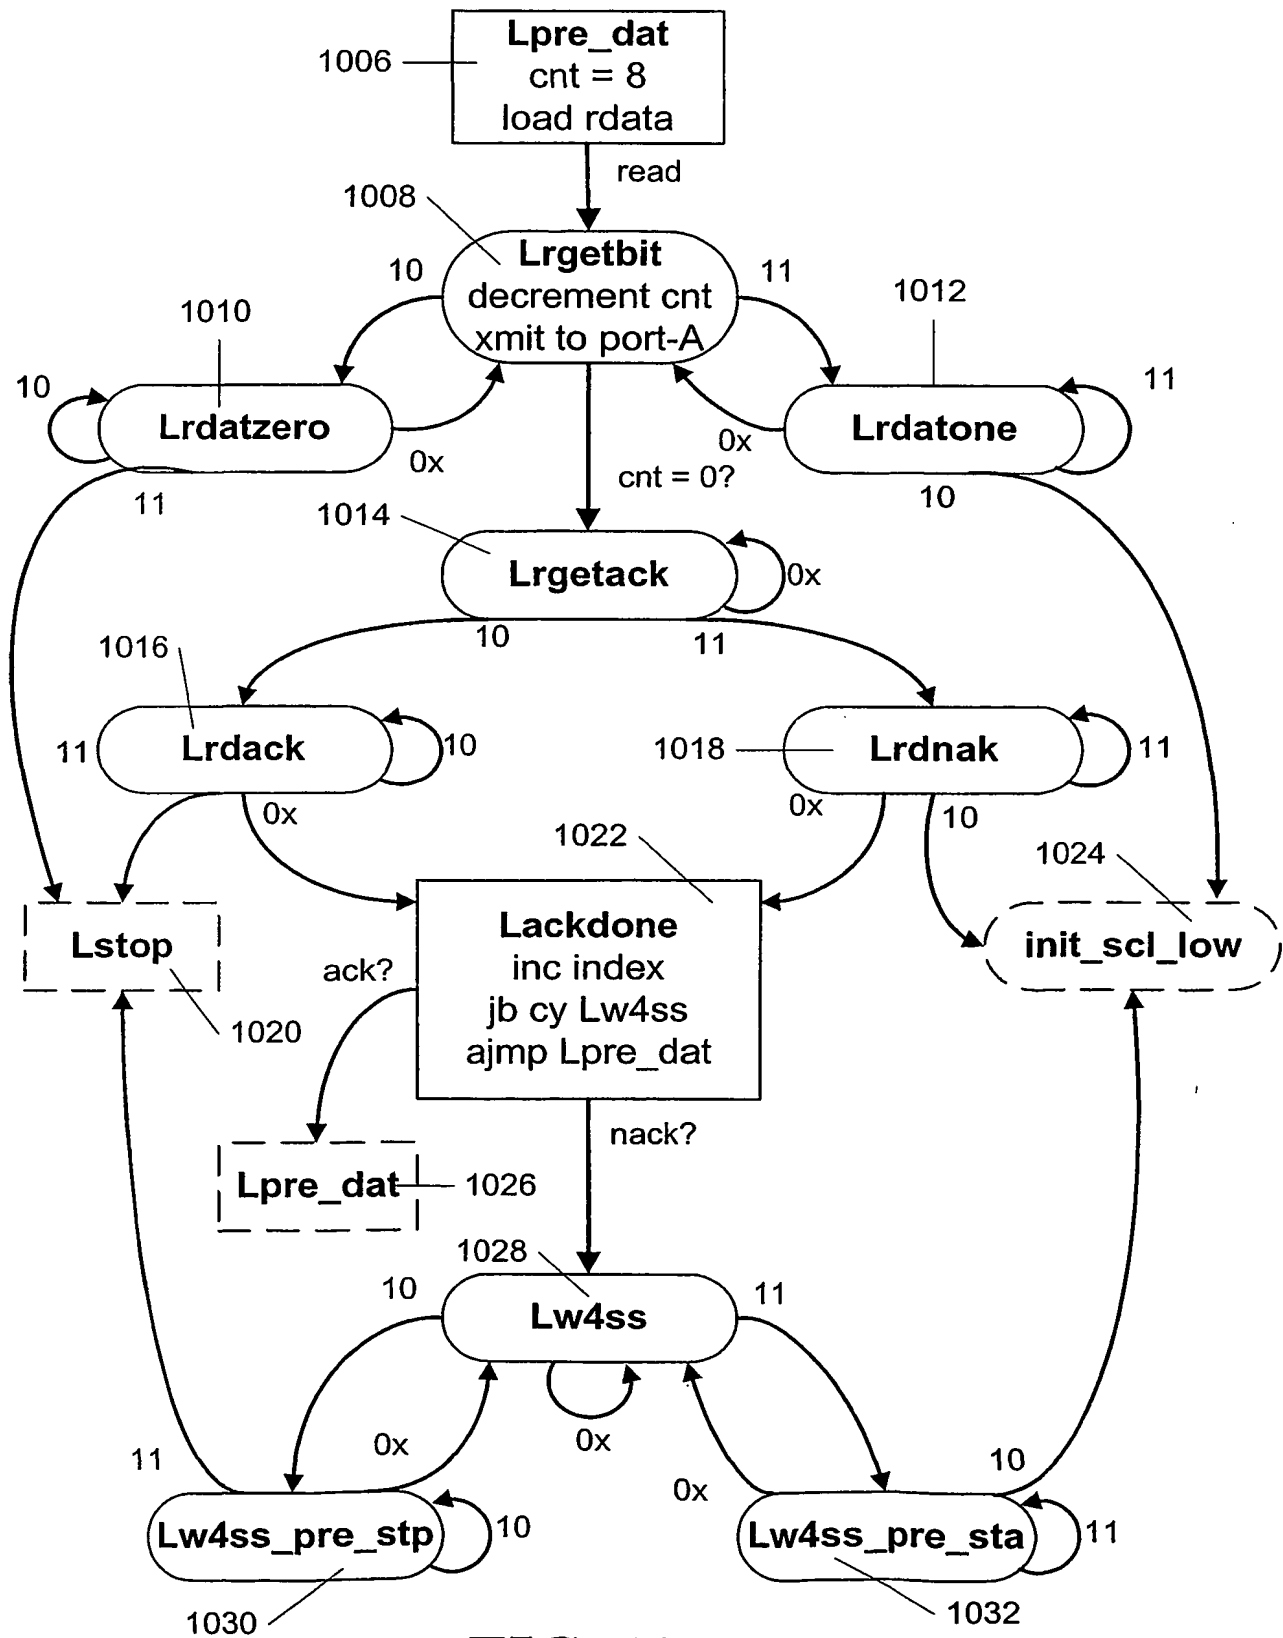 Lpre_dat
cnt = 8
load rdata
1006
read
1008
Lrgetbit
decrement cnt
xmit to port-A
10
11
1010
1012
10
Lrdatzero
0x
11
Lrdatone
0x
11
10
cnt = 0?
1014
Lrgetack
0x
10
11
1016
11
Lrdack
10
0x
1018
Lrdnak
11
0x
10
1022
1024
Lstop
1020
Lackdone
inc index
jb cy Lw4ss
ajmp Lpre_dat
init_scl_low
ack?
nack?
Lpre_dat
1026
1028
10
Lw4ss
11
0x
11
0x
0x
10
Lw4ss_pre_stp
10
Lw4ss_pre_sta
11
1030
1032